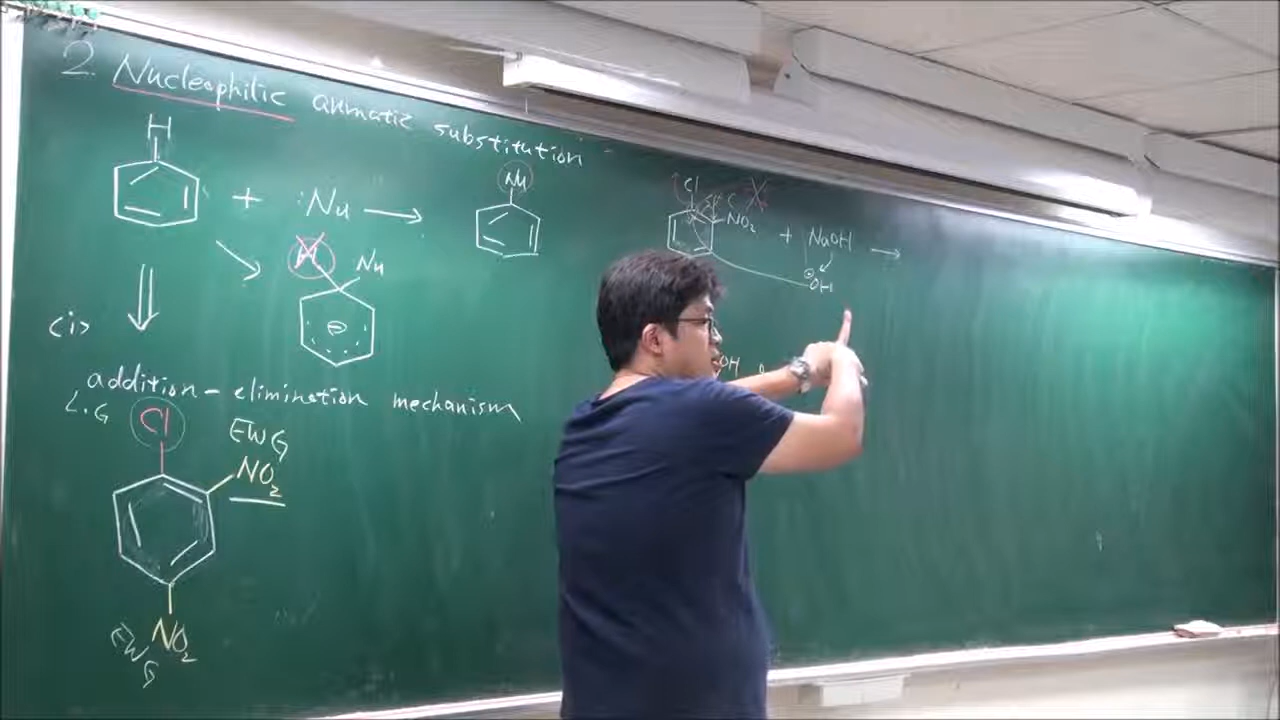 2. Nucleophilic aromatic substitution
H
+ :Nu →
Nu
H Nu
⊖
Cl
NO2
+ NaOH →
⊖OH
OH
<i>
addition - elimination mechanism
L.G Cl
EWG
NO2
NO2
EWG